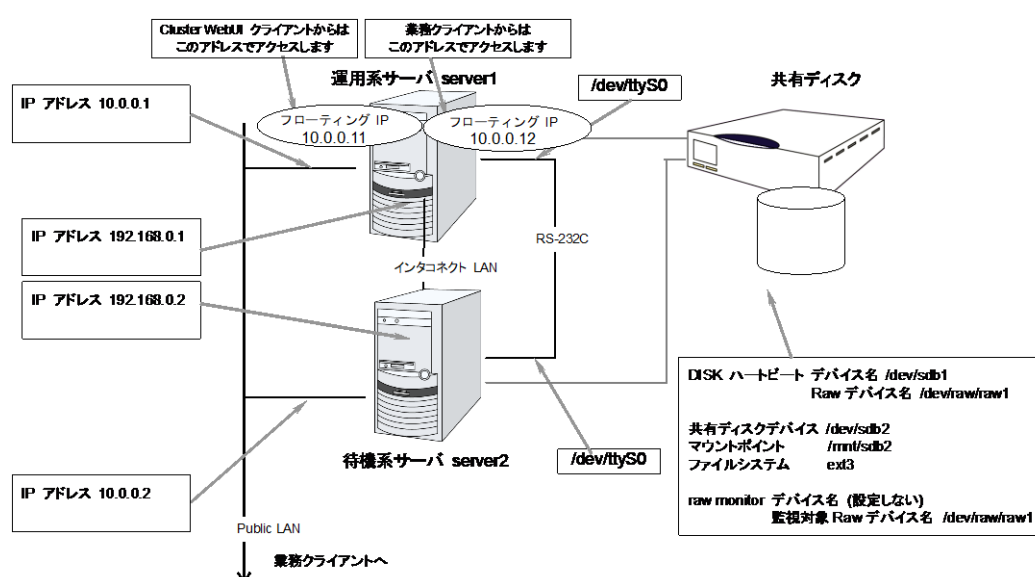 Cluster WebUI クライアントからは
このアドレスでアクセスします
業務クライアントからは
このアドレスでアクセスします
運用系サーバ server1
/dev/ttyS0
共有ディスク
IP アドレス 10.0.0.1
フローティング IP
10.0.0.11
フローティング IP
10.0.0.12
IP アドレス 192.168.0.1
RS-232C
インタコネクト LAN
IP アドレス 192.168.0.2
DISK ハートビート デバイス名 /dev/sdb1
Raw デバイス名 /dev/raw/raw1
共有ディスクデバイス /dev/sdb2
マウントポイント /mnt/sdb2
ファイルシステム ext3
raw monitor デバイス名 (設定しない)
監視対象 Raw デバイス名 /dev/raw/raw1
待機系サーバ server2
/dev/ttyS0
IP アドレス 10.0.0.2
Public LAN
業務クライアントへ